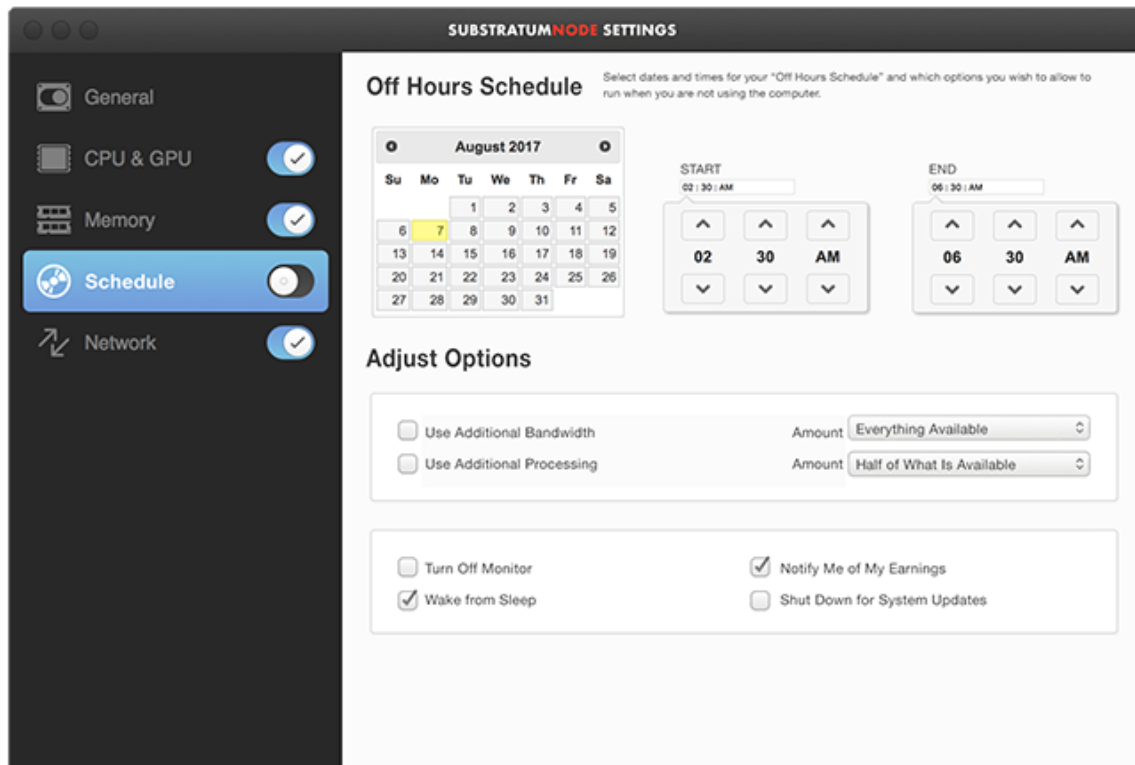 SUBSTRATUMNODE SETTINGS
General
CPU & GPU
Memory
Schedule
Network
Off Hours Schedule
Select dates and times for your "Off Hours Schedule" and which options you wish to allow to
run when you are not using the computer.
August 2017
Su Mo Tu We Th Fr Sa
1 2 3 4 5
6 7 8 9 10 11 12
13 14 15 16 17 18 19
20 21 22 23 24 25 26
27 28 29 30 31
START
02 : 30 : AM
02 30 AM
END
06 : 30 : AM
06 30 AM
Adjust Options
Use Additional Bandwidth Amount Everything Available
Use Additional Processing Amount Half of What Is Available
Turn Off Monitor Notify Me of My Earnings
Wake from Sleep Shut Down for System Updates